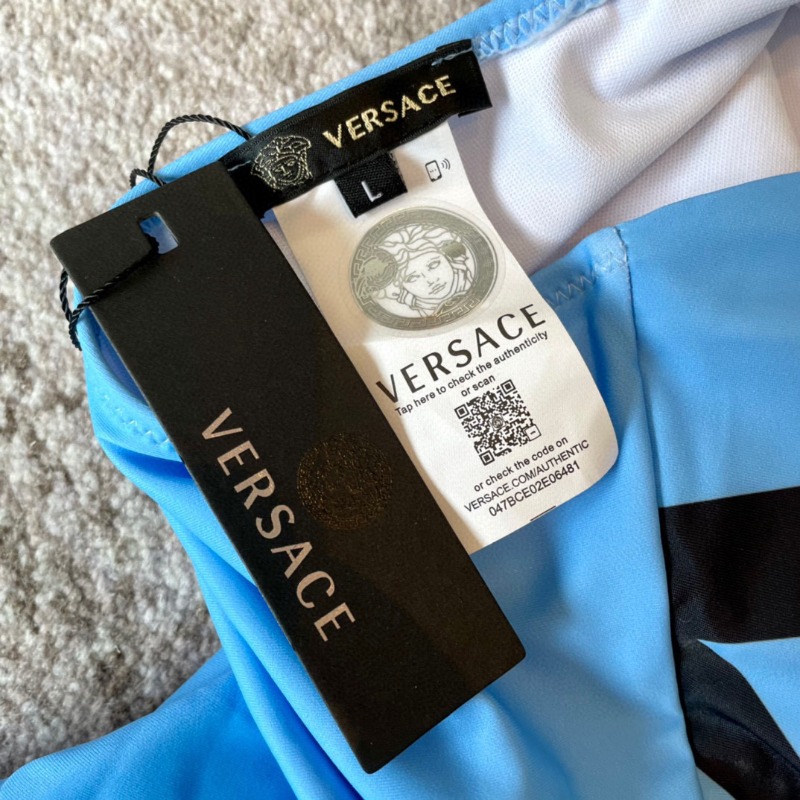 VERSACE
L
VERSACE
Tap here to check the authenticity
or scan
or check the code on
VERSACE.COM/AUTHENTIC
047BCE02E06481
VERSACE